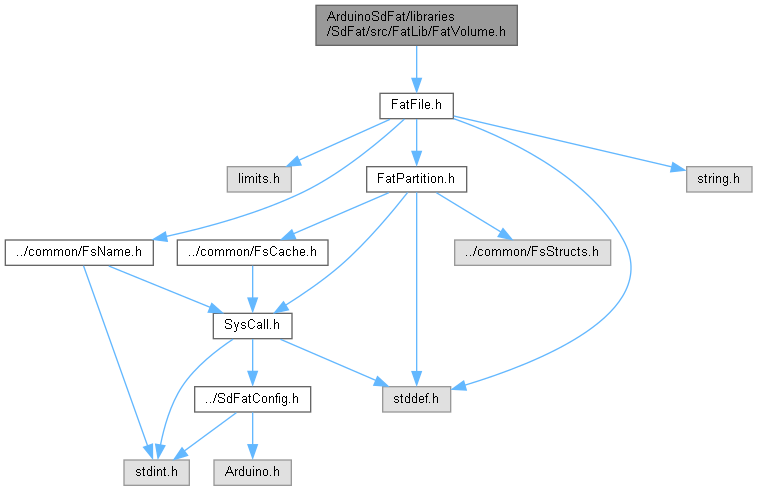 ArduinoSdFat/libraries
/SdFat/src/FatLib/FatVolume.h
FatFile.h
limits.h
FatPartition.h
string.h
../common/FsName.h
../common/FsCache.h
../common/FsStructs.h
SysCall.h
../SdFatConfig.h
stddef.h
stdint.h
Arduino.h